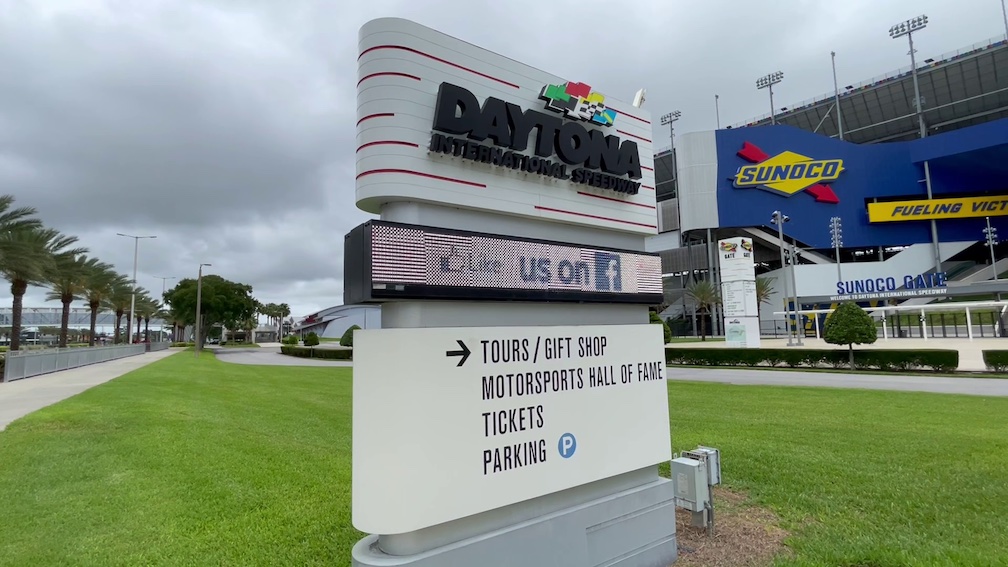 DAYTONA
INTERNATIONAL SPEEDWAY
us on f
→ TOURS / GIFT SHOP
MOTORSPORTS HALL OF FAME
TICKETS
PARKING P
SUNOCO
FUELING VICT
SUNOCO GATE
WELCOME TO DAYTONA INTERNATIONAL SPEEDWAY